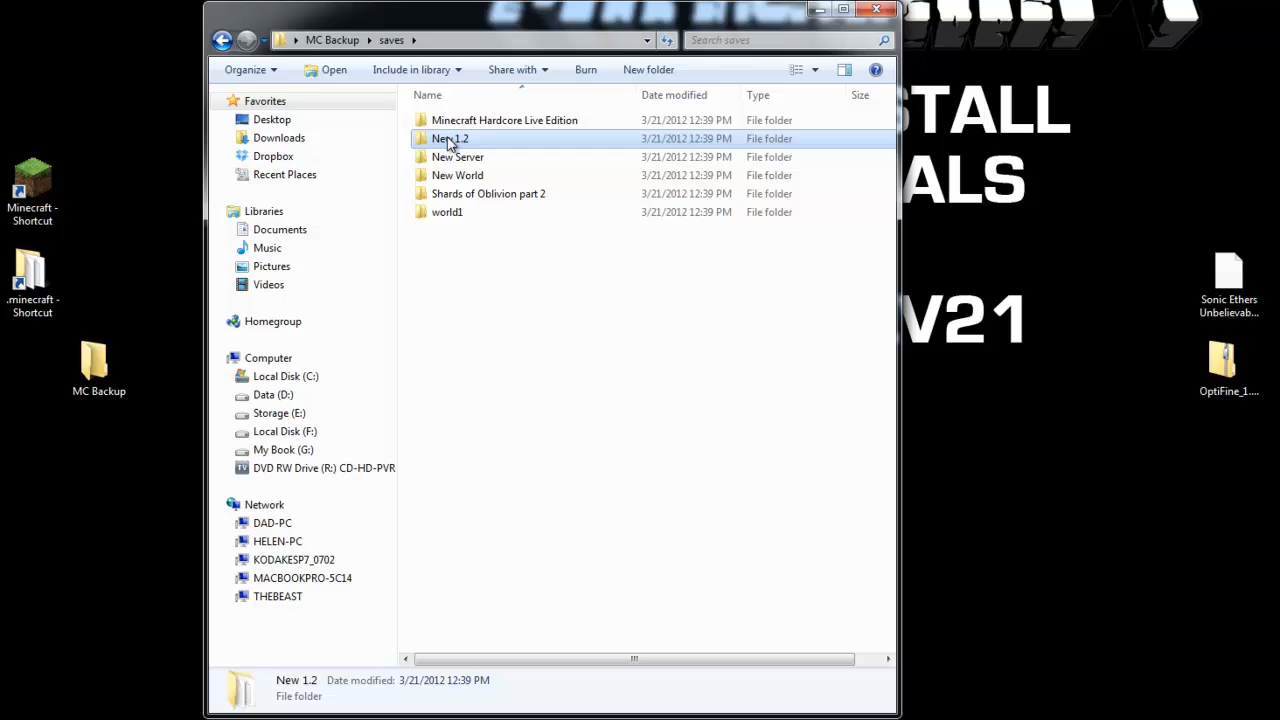 MC Backup saves Search saves
Organize Open Include in library Share with Burn New folder
Name Date modified Type Size
Minecraft Hardcore Live Edition 3/21/2012 12:39 PM File folder
New 1.2 3/21/2012 12:39 PM File folder
New Server 3/21/2012 12:39 PM File folder
New World 3/21/2012 12:39 PM File folder
Shards of Oblivion part 2 3/21/2012 12:39 PM File folder
world1 3/21/2012 12:39 PM File folder
Favorites
Desktop
Downloads
Dropbox
Recent Places
Libraries
Documents
Music
Pictures
Videos
Homegroup
Computer
Local Disk (C:)
Data (D:)
Storage (E:)
Local Disk (F:)
My Book (G:)
DVD RW Drive (R:) CD-HD-PVR
Network
DAD-PC
HELEN-PC
KODAKESP7_0702
MACBOOKPRO-5C14
THEBEAST
New 1.2 Date modified: 3/21/2012 12:39 PM
File folder
Minecraft -
Shortcut
.minecraft -
Shortcut
MC Backup
STALL
ALS
V21
Sonic Ethers
Unbelievab...
OptiFine_1....